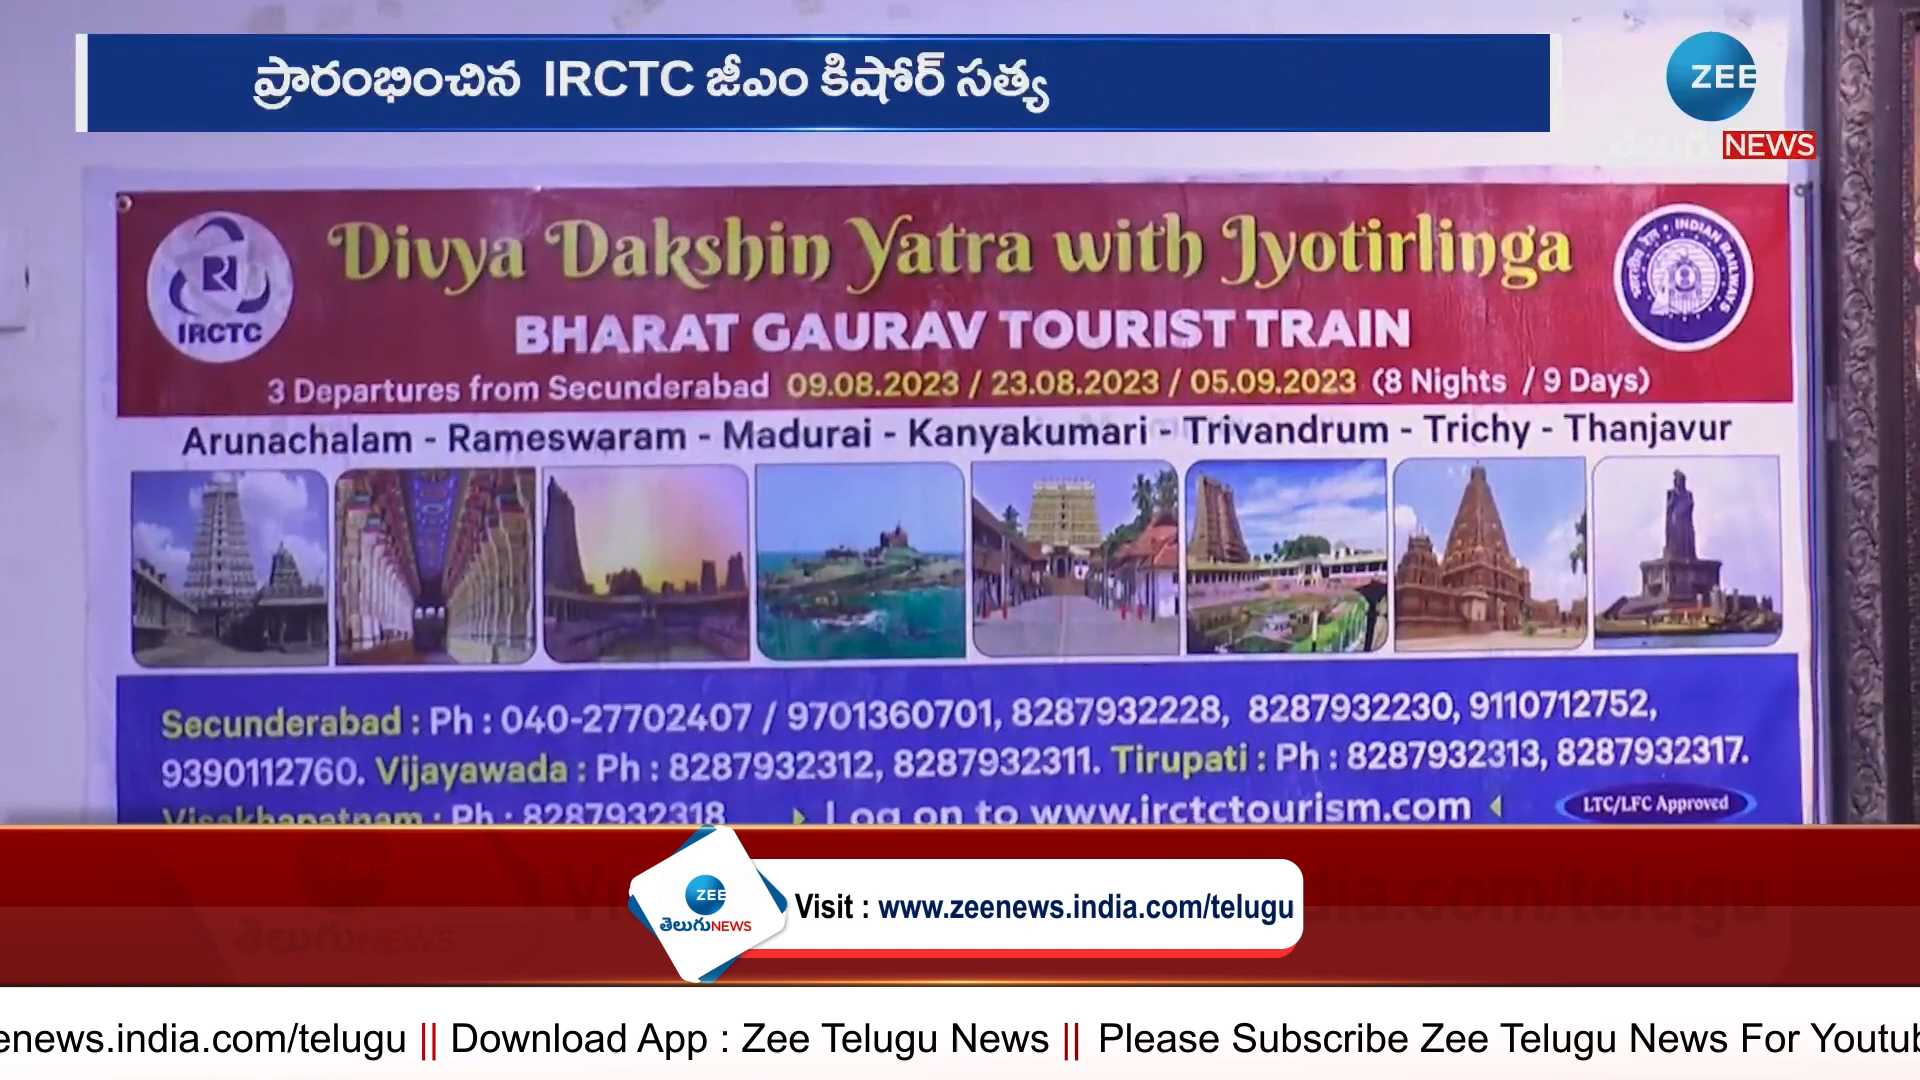 ప్రారంభించిన IRCTC జీఎం కిషోర్ సత్య
ZEE
తెలుగు NEWS
IRCTC
Divya Dakshin Yatra with Jyotirlinga
INDIAN RAILWAYS
BHARAT GAURAV TOURIST TRAIN
3 Departures from Secunderabad 09.08.2023 / 23.08.2023 / 05.09.2023 (8 Nights / 9 Days)
Arunachalam - Rameswaram - Madurai - Kanyakumari - Trivandrum - Trichy - Thanjavur
Secunderabad : Ph : 040-27702407 / 9701360701, 8287932228, 8287932230, 9110712752,
9390112760. Vijayawada : Ph : 8287932312, 8287932311. Tirupati : Ph : 8287932313, 8287932317.
Visakhapatnam : Ph : 8287932318 Log on to www.irctctourism.com LTC/LFC Approved
ZEE
తెలుగు NEWS
Visit : www.zeenews.india.com/telugu
enews.india.com/telugu || Download App : Zee Telugu News || Please Subscribe Zee Telugu News For Youtub